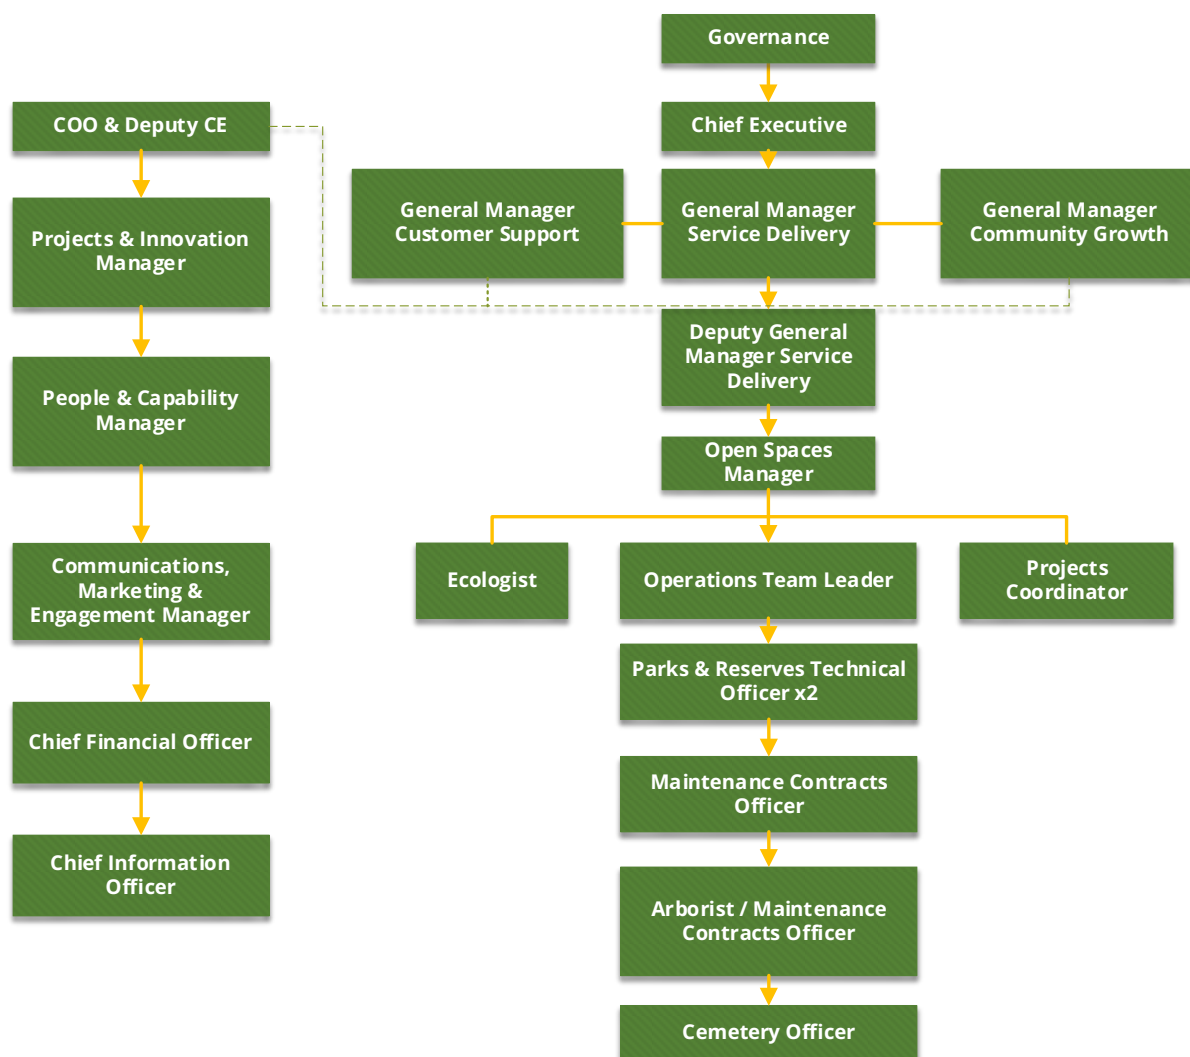 Governance
COO & Deputy CE
Chief Executive
General Manager
Customer Support
General Manager
Service Delivery
General Manager
Community Growth
Projects & Innovation
Manager
Deputy General
Manager Service
Delivery
People & Capability
Manager
Open Spaces
Manager
Communications,
Marketing &
Engagement Manager
Ecologist
Operations Team Leader
Projects
Coordinator
Parks & Reserves Technical
Officer x2
Chief Financial Officer
Maintenance Contracts
Officer
Chief Information
Officer
Arborist / Maintenance
Contracts Officer
Cemetery Officer